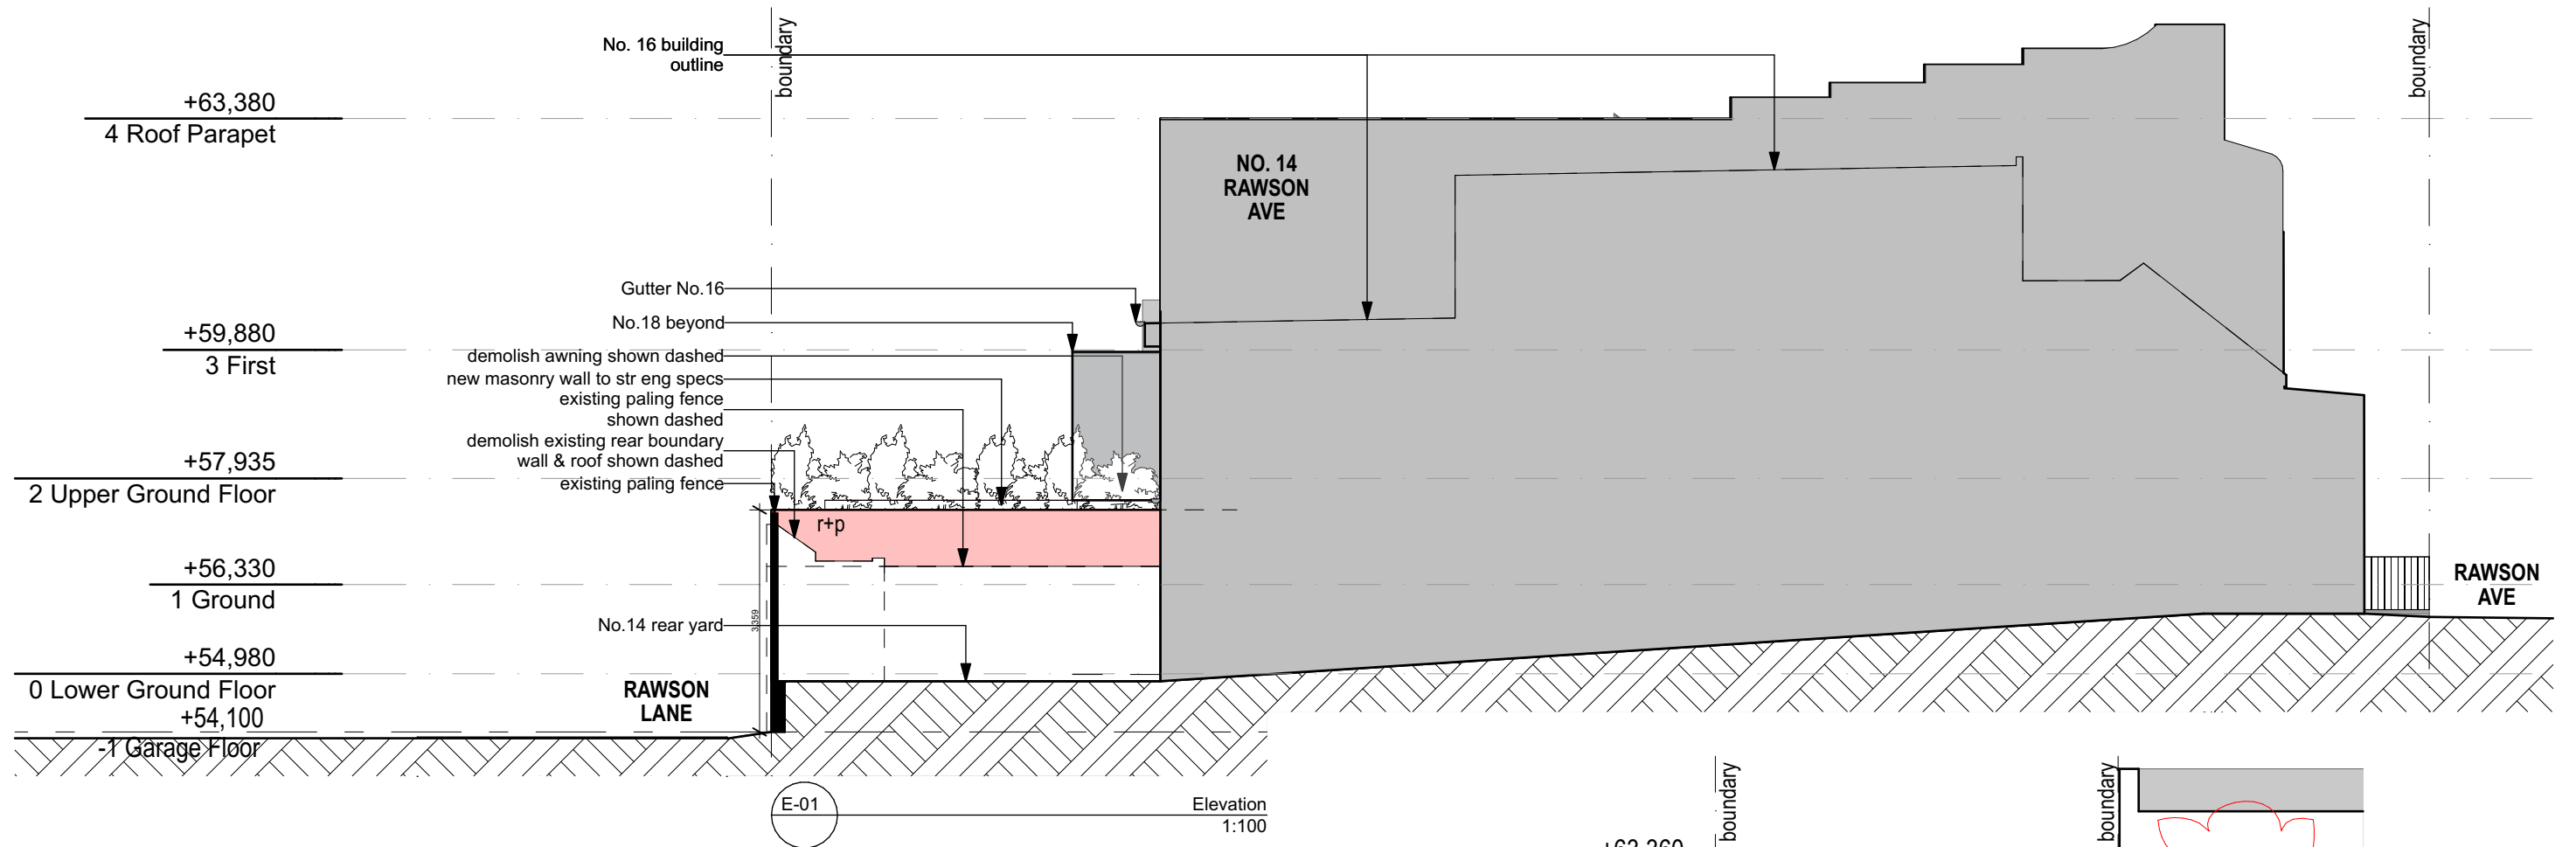 boundary
No. 16 building
outline
boundary
+63,380
4 Roof Parapet
NO. 14
RAWSON
AVE
Gutter No.16
No.18 beyond
+59,880
3 First
demolish awning shown dashed
new masonry wall to str eng specs
existing paling fence
shown dashed
demolish existing rear boundary
wall & roof shown dashed
existing paling fence
+57,935
2 Upper Ground Floor
r+p
+56,330
1 Ground
RAWSON
AVE
3,359
No.14 rear yard
+54,980
0 Lower Ground Floor
RAWSON
LANE
+54,100
-1 Garage Floor
E-01
Elevation
1:100
boundary
boundary